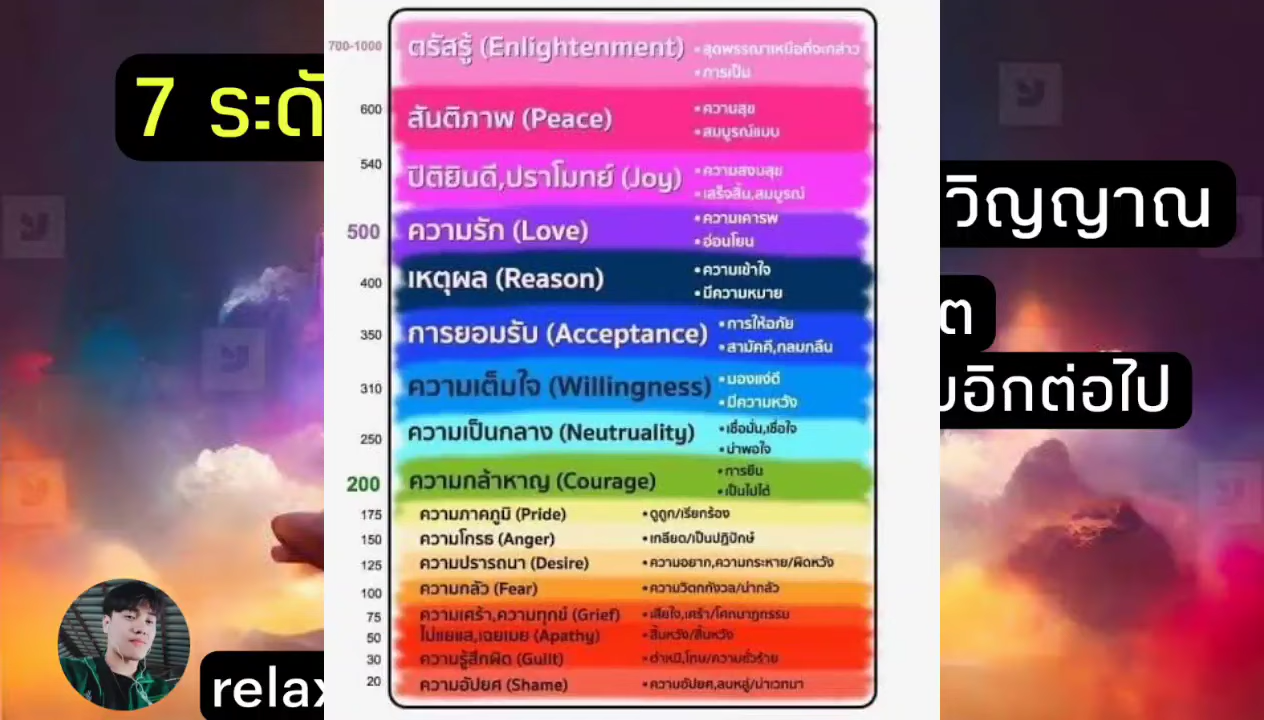 7 ระดั
วิญญาณ
ต
อิกต่อไป
relax
700-1000 ตรัสรู้ (Enlightenment) •สุดพรรณาเหนือที่จะกล่าว
•การเป็น
600 สันติภาพ (Peace) •ความสุข
•สมบูรณ์แบบ
540 ปิติยินดี,ปราโมทย์ (Joy) •ความสงบสุข
•เสร็จสิ้น,สมบูรณ์
500 ความรัก (Love) •ความเคารพ
•อ่อนโยน
400 เหตุผล (Reason) •ความเข้าใจ
•มีความหมาย
350 การยอมรับ (Acceptance) •การให้อภัย
•สามัคคี,กลมกลืน
310 ความเต็มใจ (Willingness) •มองแง่ดี
•มีความหวัง
250 ความเป็นกลาง (Neutruality) •เชื่อมั่น,เชื่อใจ
•น่าพอใจ
200 ความกล้าหาญ (Courage) •การยืน
•เป็นไปได้
175 ความภาคภูมิ (Pride) •ดูถูก/เรียกร้อง
150 ความโกรธ (Anger) •เกลียด/เป็นปฏิปักษ์
125 ความปรารถนา (Desire) •ความอยาก,ความกระหาย/ผิดหวัง
100 ความกลัว (Fear) •ความวิตกกังวล/น่ากลัว
75 ความเศร้า,ความทุกข์ (Grief) •เสียใจ,เศร้า/โศกนาฏกรรม
50 ไม่แยแส,เฉยเมย (Apathy) •สิ้นหวัง/สิ้นหวัง
30 ความรู้สึกผิด (Guilt) •ตำหนิ,โทษ/ความชั่วร้าย
20 ความอัปยศ (Shame) •ความอัปยศ,ลบหลู่/น่าเวทนา